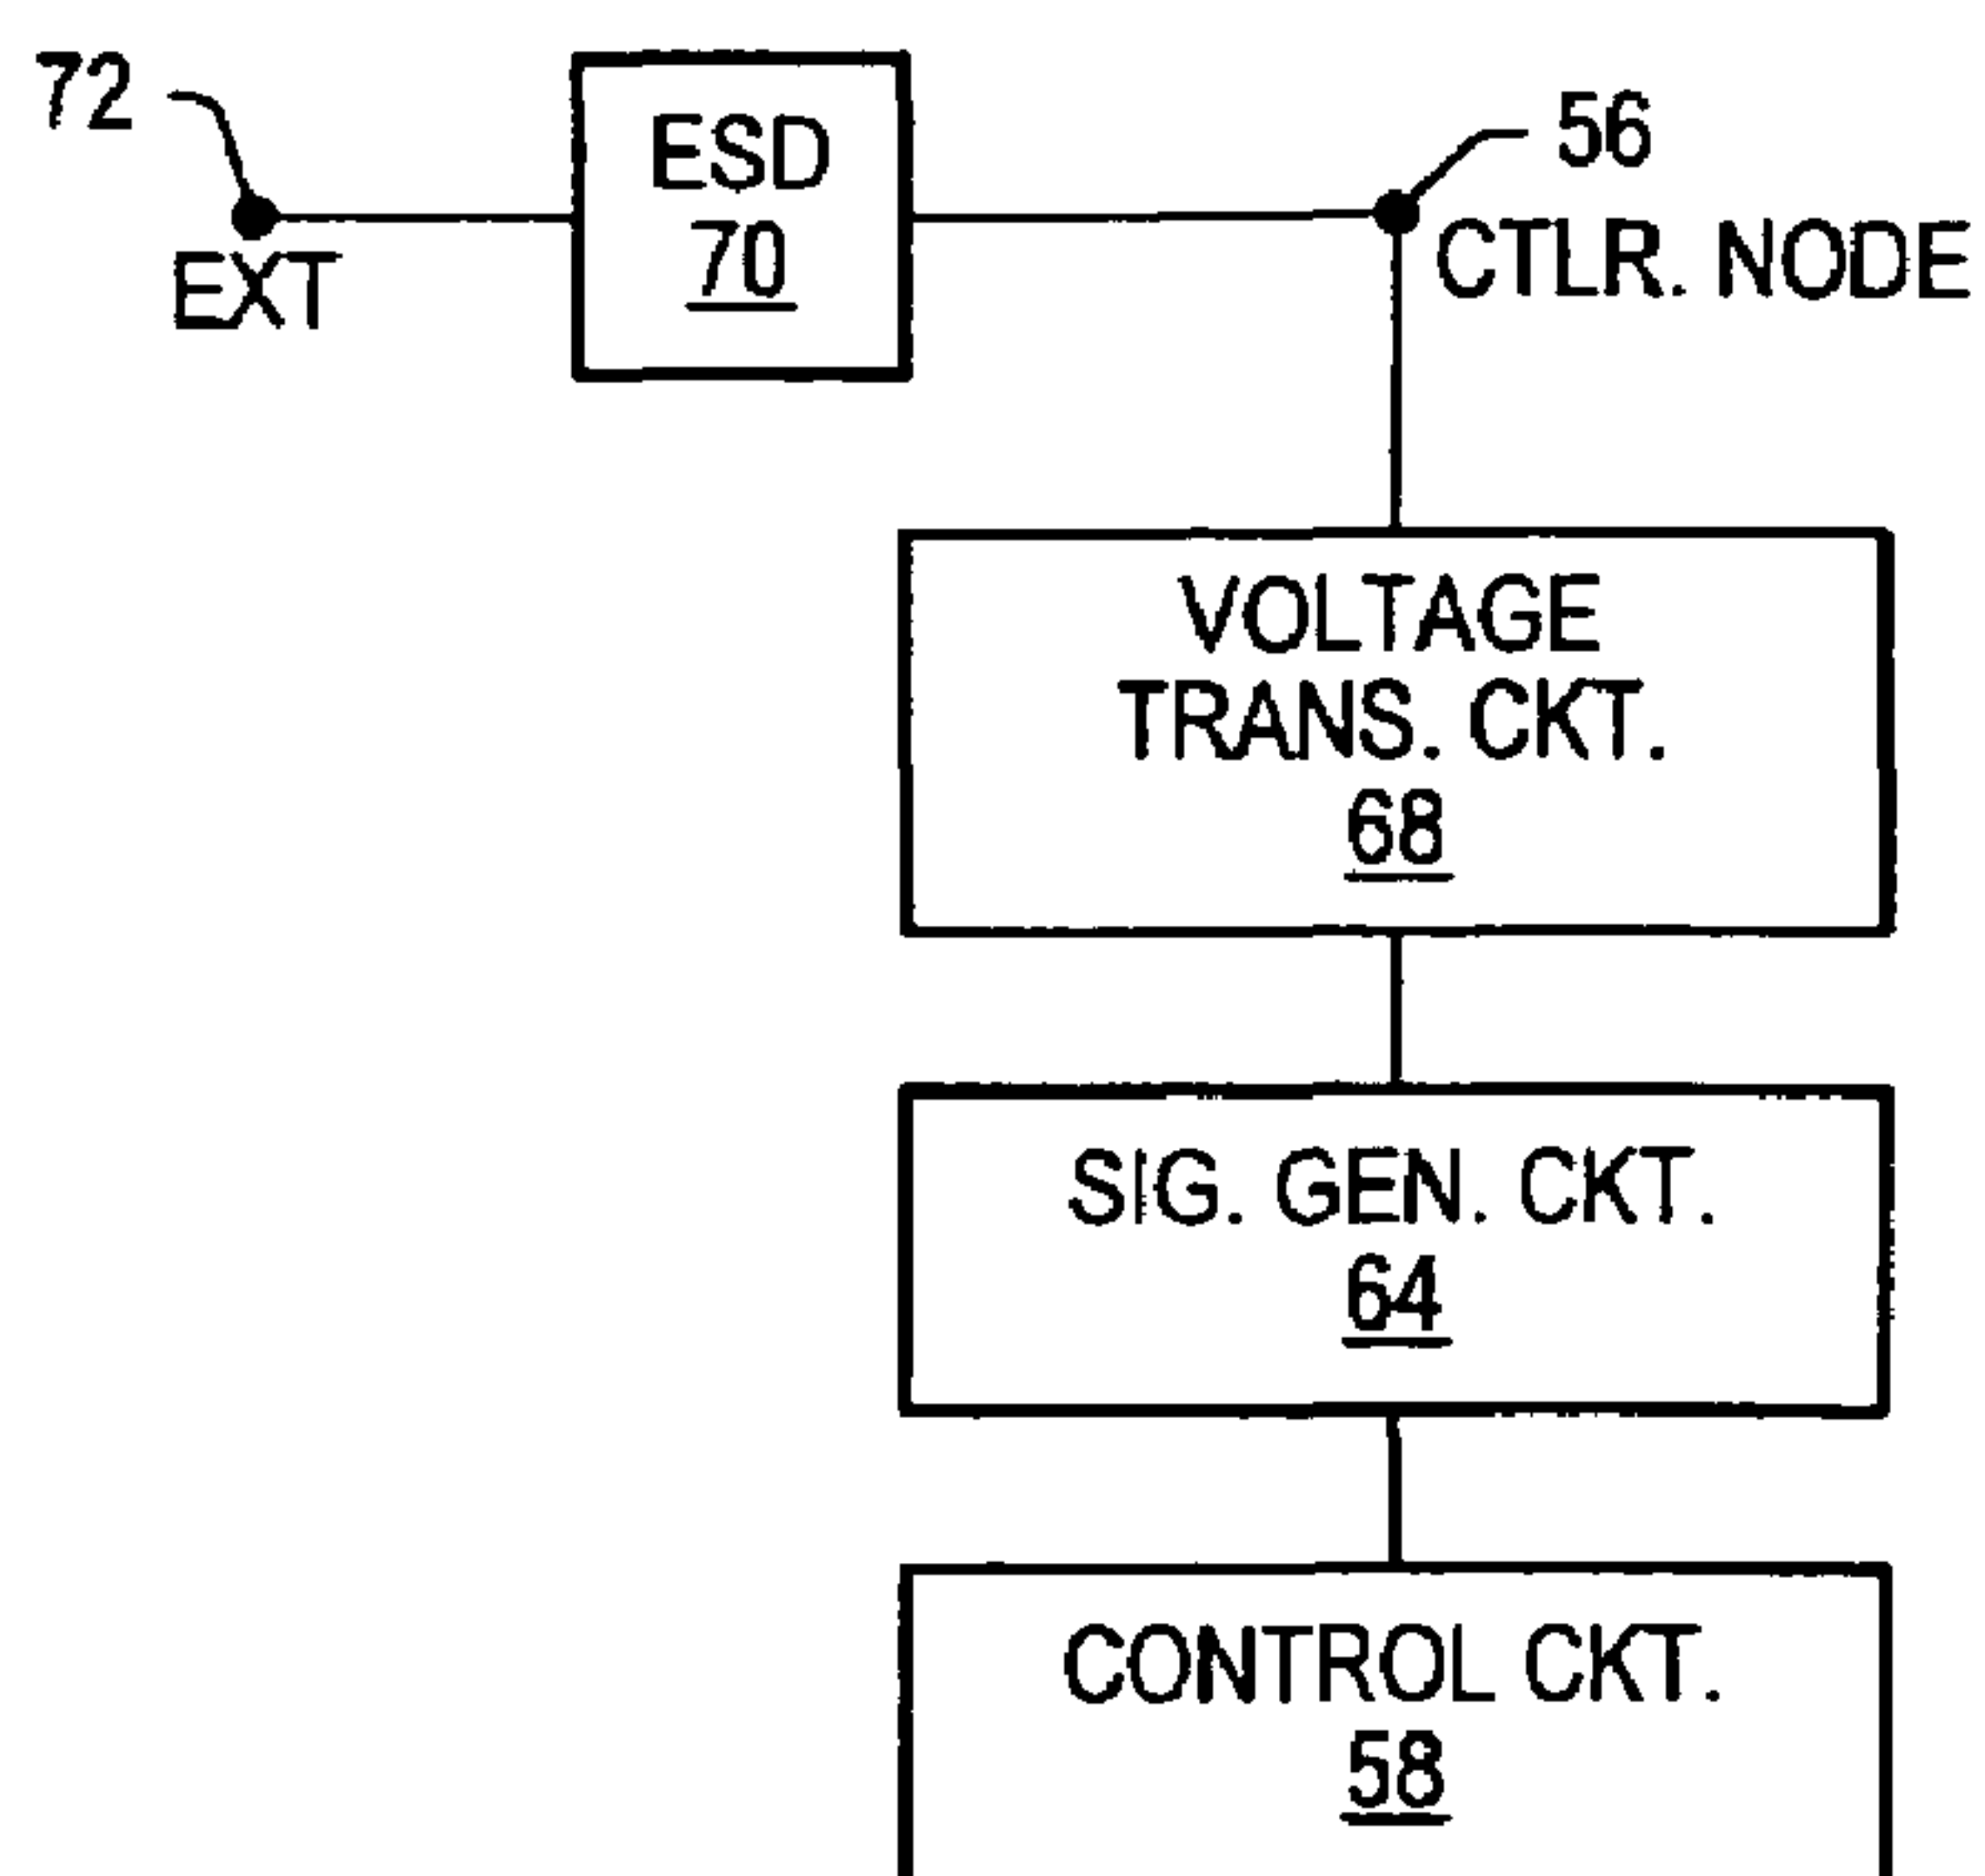 72
EXT
ESD
70
56
CTLR. NODE
VOLTAGE
TRANS. CKT.
68
SIG. GEN. CKT.
64
CONTROL CKT.
58